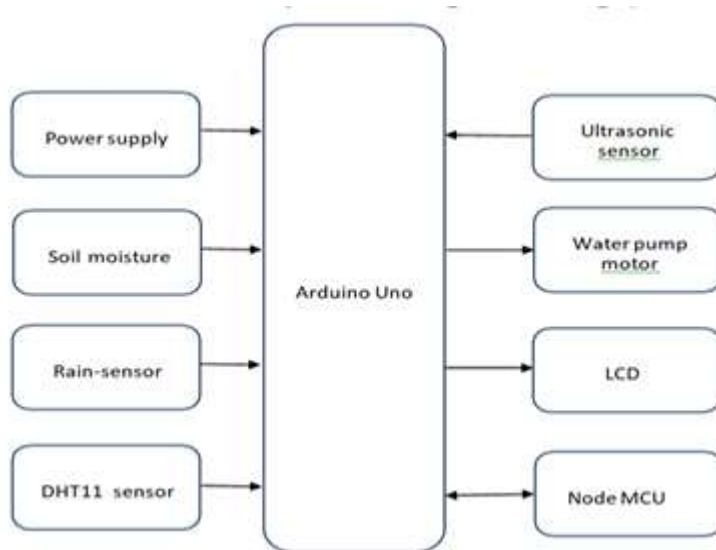 Power supply
Soil moisture
Rain-sensor
DHT11 sensor
Arduino Uno
Ultrasonic
sensor
Water pump
motor
LCD
Node MCU